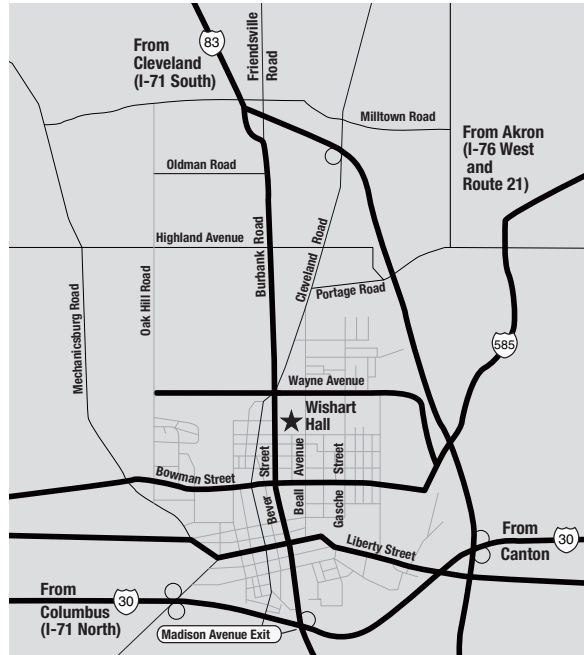 83
From
Cleveland
(I-71 South)
Friendsville
Road
Milltown Road
From Akron
(I-76 West
and
Route 21)
Oldman Road
Highland Avenue
Burbank Road
Cleveland Road
Oak Hill Road
Mechanicsburg Road
Portage Road
585
Wayne Avenue
Wishart
Hall
Bowman Street
Bever Street
Beall Avenue
Gasche Street
Liberty Street
From
Canton
30
From
Columbus
(I-71 North)
30
Madison Avenue Exit